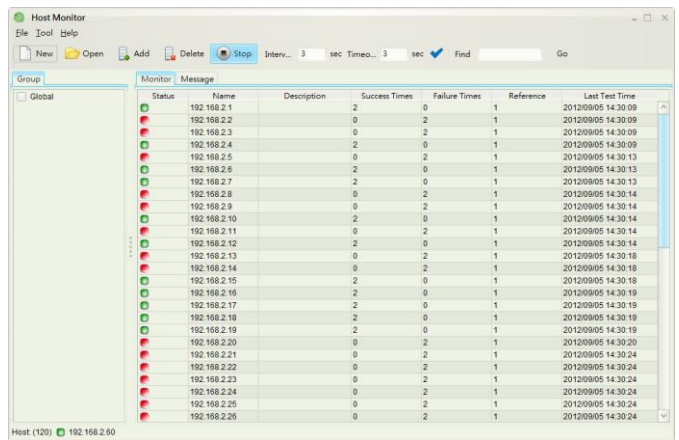 Host Monitor
File Tool Help
New Open Add Delete Stop Interv... 3 sec Timeo... 3 sec Find Go
Group Monitor Message
Global
Status Name Description Success Times Failure Times Reference Last Test Time
192.168.2.1 2 0 1 2012/09/05 14:30:09
192.168.2.2 0 2 1 2012/09/05 14:30:09
192.168.2.3 0 2 1 2012/09/05 14:30:09
192.168.2.4 2 0 1 2012/09/05 14:30:09
192.168.2.5 0 2 1 2012/09/05 14:30:13
192.168.2.6 2 0 1 2012/09/05 14:30:13
192.168.2.7 2 0 1 2012/09/05 14:30:13
192.168.2.8 0 2 1 2012/09/05 14:30:14
192.168.2.9 0 2 1 2012/09/05 14:30:14
192.168.2.10 2 0 1 2012/09/05 14:30:14
192.168.2.11 0 2 1 2012/09/05 14:30:14
192.168.2.12 2 0 1 2012/09/05 14:30:14
192.168.2.13 0 2 1 2012/09/05 14:30:18
192.168.2.14 0 2 1 2012/09/05 14:30:18
192.168.2.15 2 0 1 2012/09/05 14:30:18
192.168.2.16 2 0 1 2012/09/05 14:30:19
192.168.2.17 2 0 1 2012/09/05 14:30:19
192.168.2.18 2 0 1 2012/09/05 14:30:19
192.168.2.19 2 0 1 2012/09/05 14:30:19
192.168.2.20 0 2 1 2012/09/05 14:30:20
192.168.2.21 0 2 1 2012/09/05 14:30:24
192.168.2.22 0 2 1 2012/09/05 14:30:24
192.168.2.23 0 2 1 2012/09/05 14:30:24
192.168.2.24 0 2 1 2012/09/05 14:30:24
192.168.2.25 0 2 1 2012/09/05 14:30:24
192.168.2.26 0 2 1 2012/09/05 14:30:24
Host: (120) 192.168.2.60